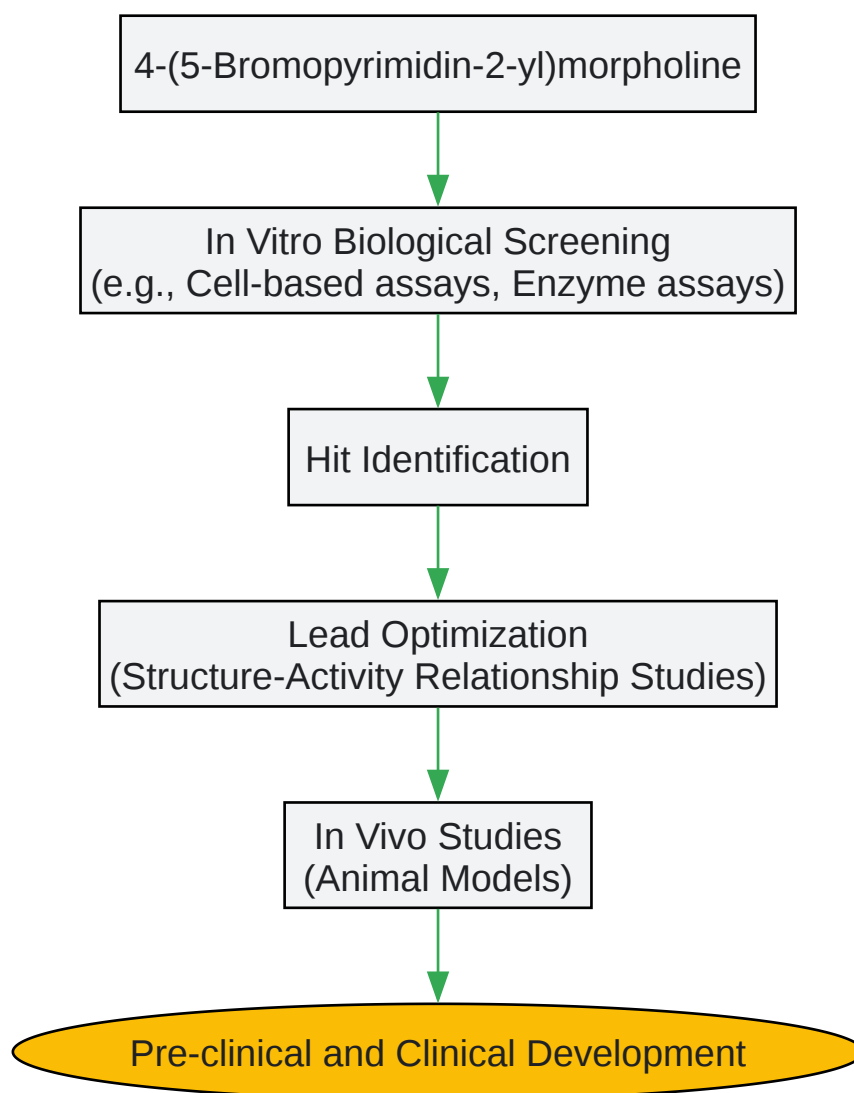 4-(5-Bromopyrimidin-2-yl)morpholine
In Vitro Biological Screening
(e.g., Cell-based assays, Enzyme assays)
Hit Identification
Lead Optimization
(Structure-Activity Relationship Studies)
In Vivo Studies
(Animal Models)
Pre-clinical and Clinical Development